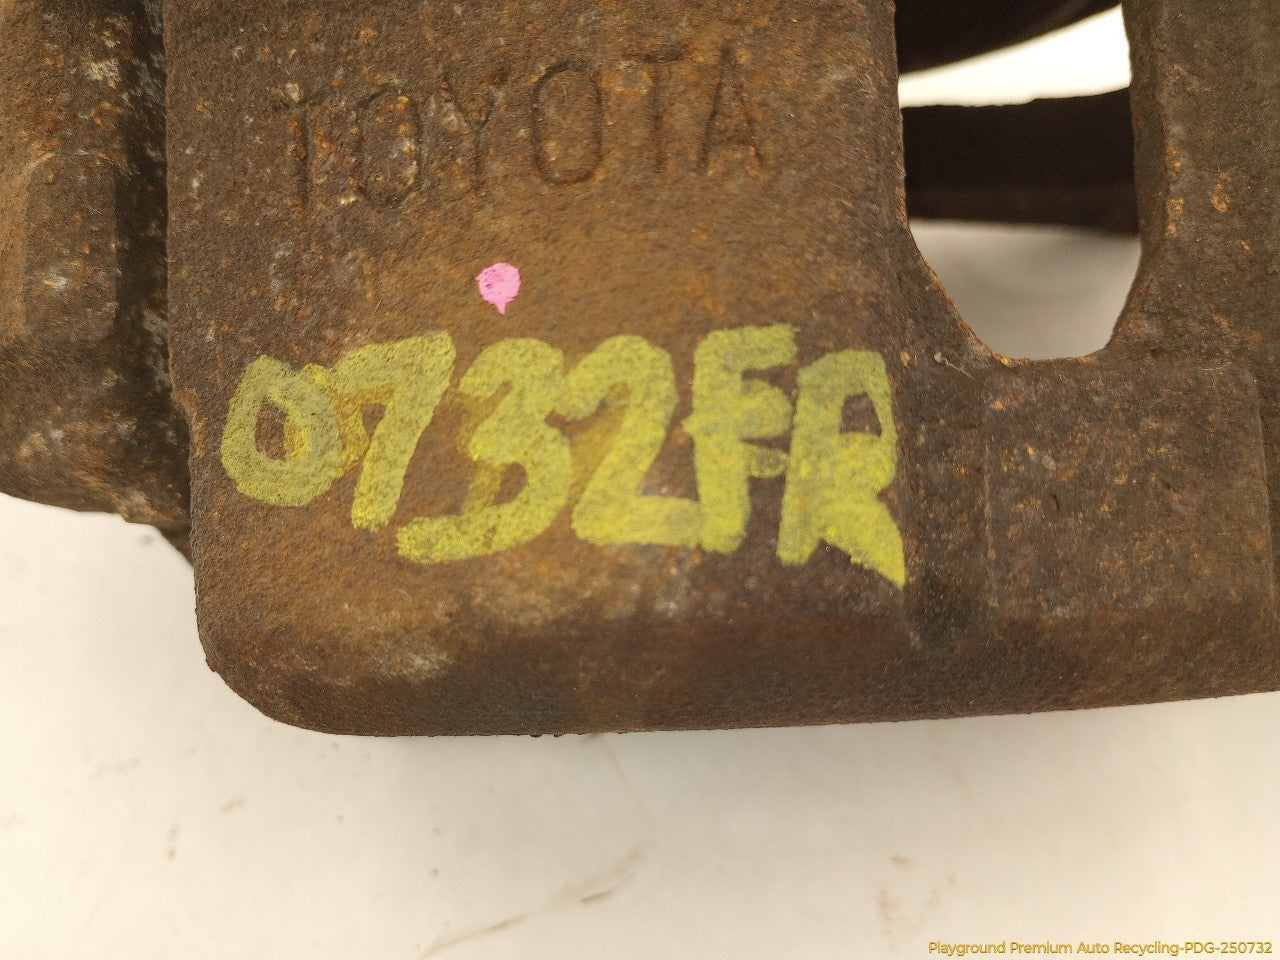 TOYOTA
0732FR
Playground Premium Auto Recycling-PDG-250732